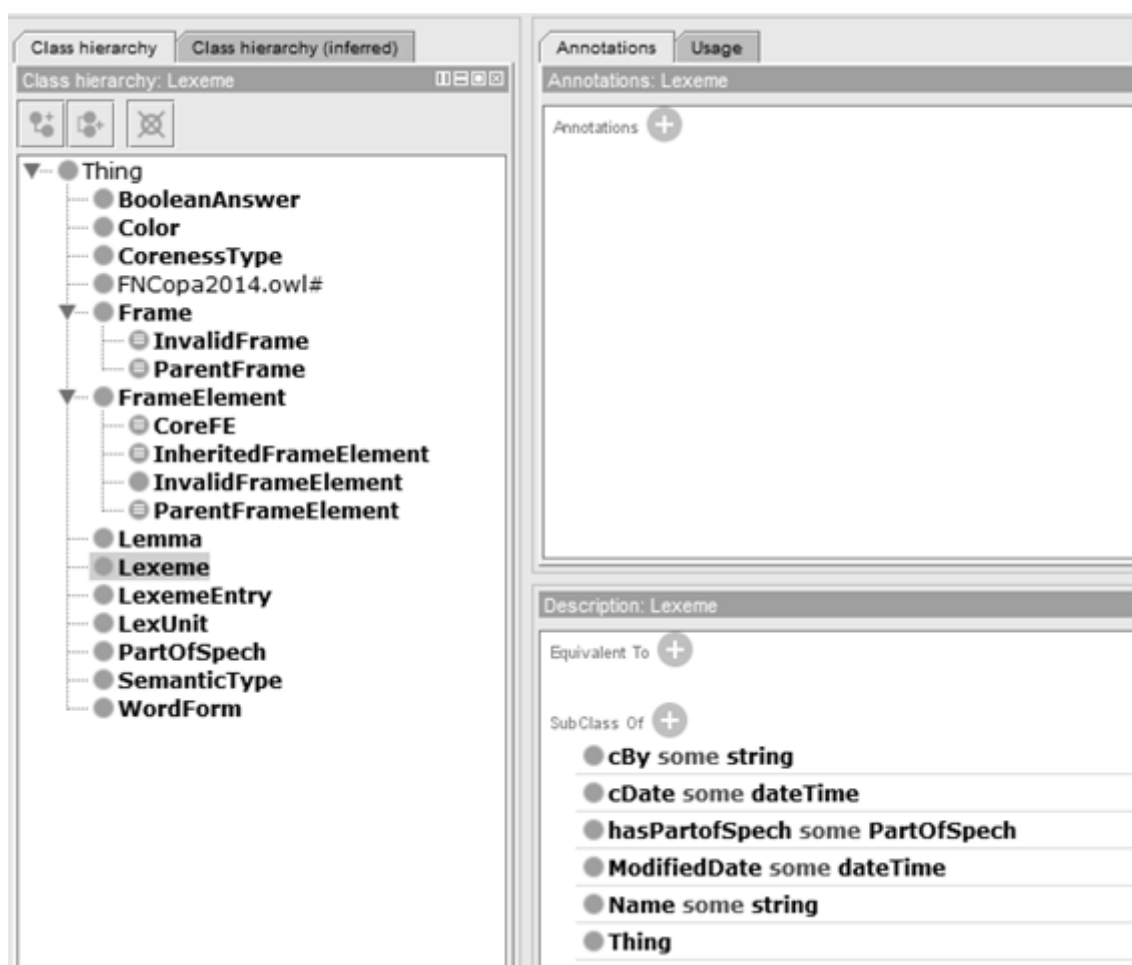 Class hierarchy
Class hierarchy (inferred)
Class hierarchy: Lexeme
Thing
BooleanAnswer
Color
CorenessType
FNCopa2014.owl#
Frame
InvalidFrame
ParentFrame
FrameElement
CoreFE
InheritedFrameElement
InvalidFrameElement
ParentFrameElement
Lemma
Lexeme
LexemeEntry
LexUnit
PartOfSpech
SemanticType
WordForm
Annotations
Usage
Annotations: Lexeme
Annotations
Description: Lexeme
Equivalent To
SubClass Of
cBy some string
cDate some dateTime
hasPartofSpech some PartOfSpech
ModifiedDate some dateTime
Name some string
Thing